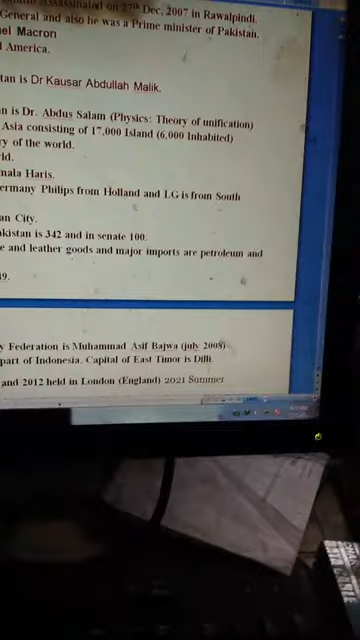 assassinated on 27th Dec, 2007 in Rawalpindi.
General and also he was a Prime minister of Pakistan.
el Macron
l America.
tan is Dr Kausar Abdullah Malik.
n is Dr. Abdus Salam (Physics: Theory of unification)
Asia consisting of 17,000 Island (6,000 Inhabited)
ry of the world.
ld.
mala Haris.
ermany Philips from Holland and LG is from South
an City.
akistan is 342 and in senate 100.
e and leather goods and major imports are petroleum and
49.
y Federation is Muhammad Asif Bajwa (july 2008)
part of Indonesia. Capital of East Timor is Dilli.
and 2012 held in London (England) 2021 Summer